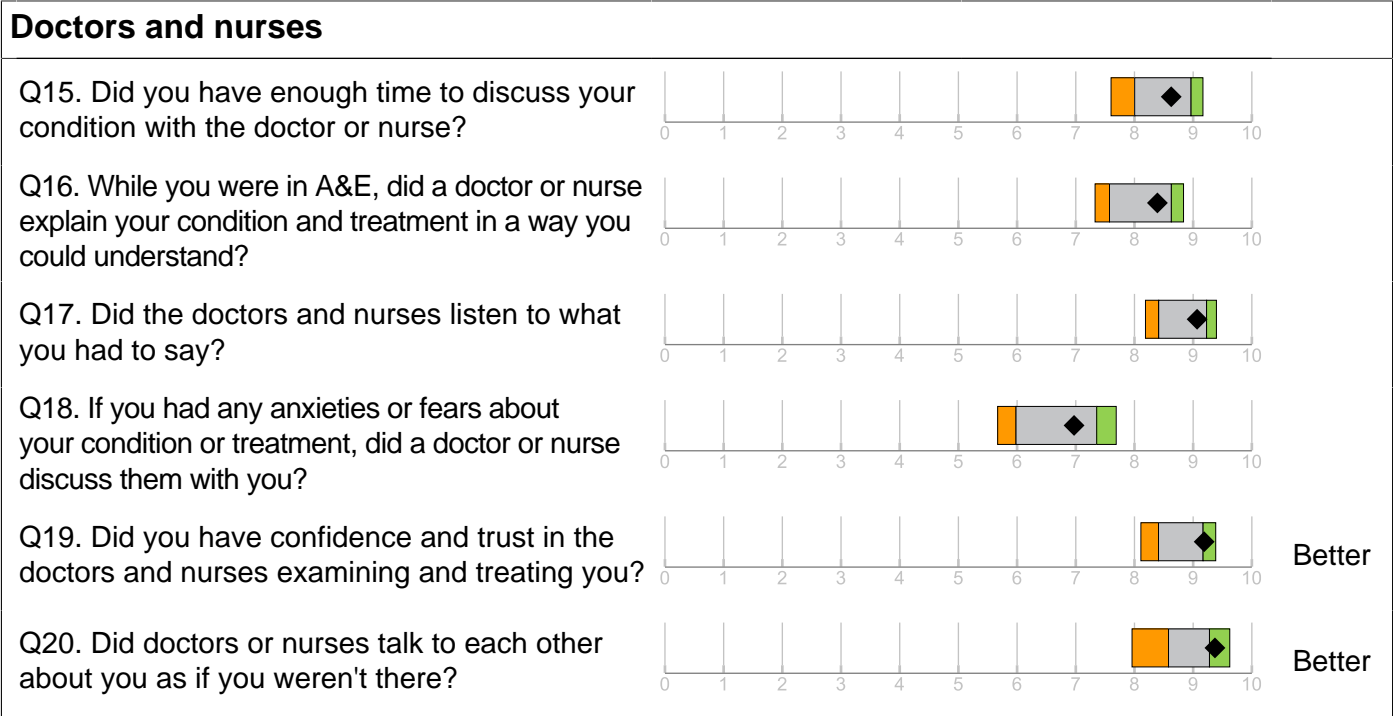 Doctors and nurses
Q15. Did you have enough time to discuss your
condition with the doctor or nurse?
0 1 2 3 4 5 6 7 8 9 10
Q16. While you were in A&E, did a doctor or nurse
explain your condition and treatment in a way you
could understand?
0 1 2 3 4 5 6 7 8 9 10
Q17. Did the doctors and nurses listen to what
you had to say?
0 1 2 3 4 5 6 7 8 9 10
Q18. If you had any anxieties or fears about
your condition or treatment, did a doctor or nurse
discuss them with you?
0 1 2 3 4 5 6 7 8 9 10
Q19. Did you have confidence and trust in the
doctors and nurses examining and treating you?
0 1 2 3 4 5 6 7 8 9 10
Better
Q20. Did doctors or nurses talk to each other
about you as if you weren't there?
0 1 2 3 4 5 6 7 8 9 10
Better